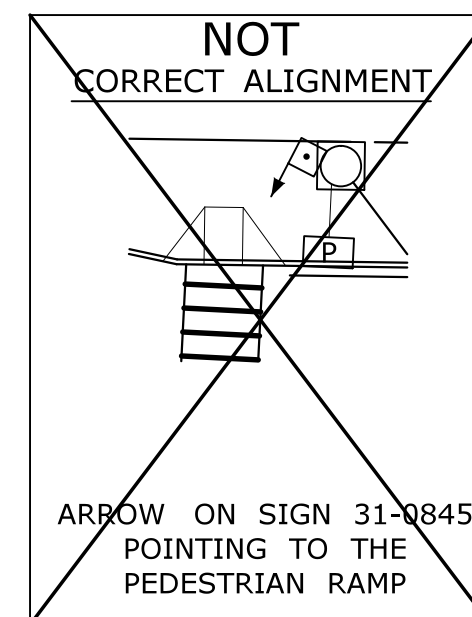 NOT
CORRECT ALIGNMENT
P
ARROW ON SIGN 31-0845
POINTING TO THE
PEDESTRIAN RAMP